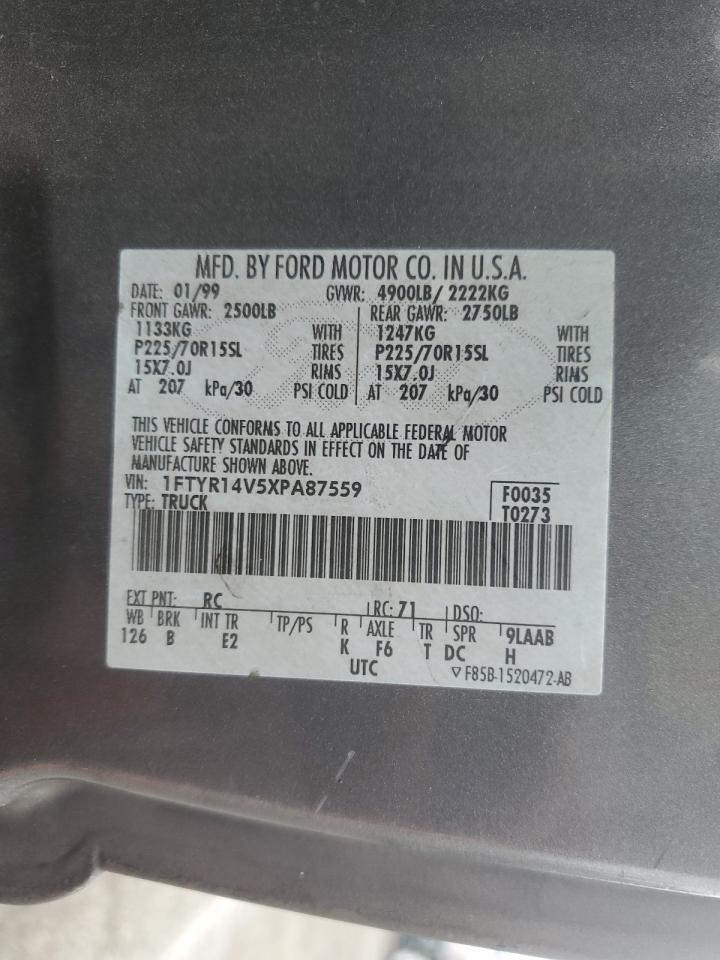 MFD. BY FORD MOTOR CO. IN U.S.A.
DATE: 01/99 GVWR: 4900LB/ 2222KG
FRONT GAWR: 2500LB REAR GAWR: 2750LB
1133KG WITH 1247KG WITH
P225/70R15SL TIRES P225/70R15SL TIRES
15X7.0J RIMS 15X7.0J RIMS
AT 207 kPa/30 PSI COLD AT 207 kPa/30 PSI COLD
THIS VEHICLE CONFORMS TO ALL APPLICABLE FEDERAL MOTOR
VEHICLE SAFETY STANDARDS IN EFFECT ON THE DATE OF
MANUFACTURE SHOWN ABOVE.
VIN: 1FTYR14V5XPA87559 F0035
TYPE: TRUCK T0273
EXT PNT: RC RC: 71 DSO:
WB BRK INT TR TP/PS R AXLE TR SPR 9LAAB
126 B E2 K F6 T DC H
UTC ▽ F85B-1520472-AB